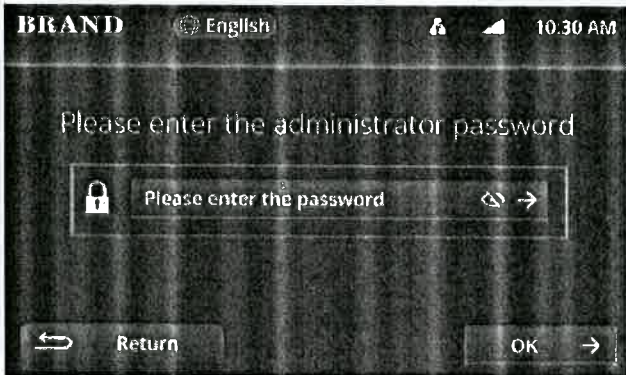 BRAND English 10:30 AM
Please enter the administrator password
Please enter the password
Return OK